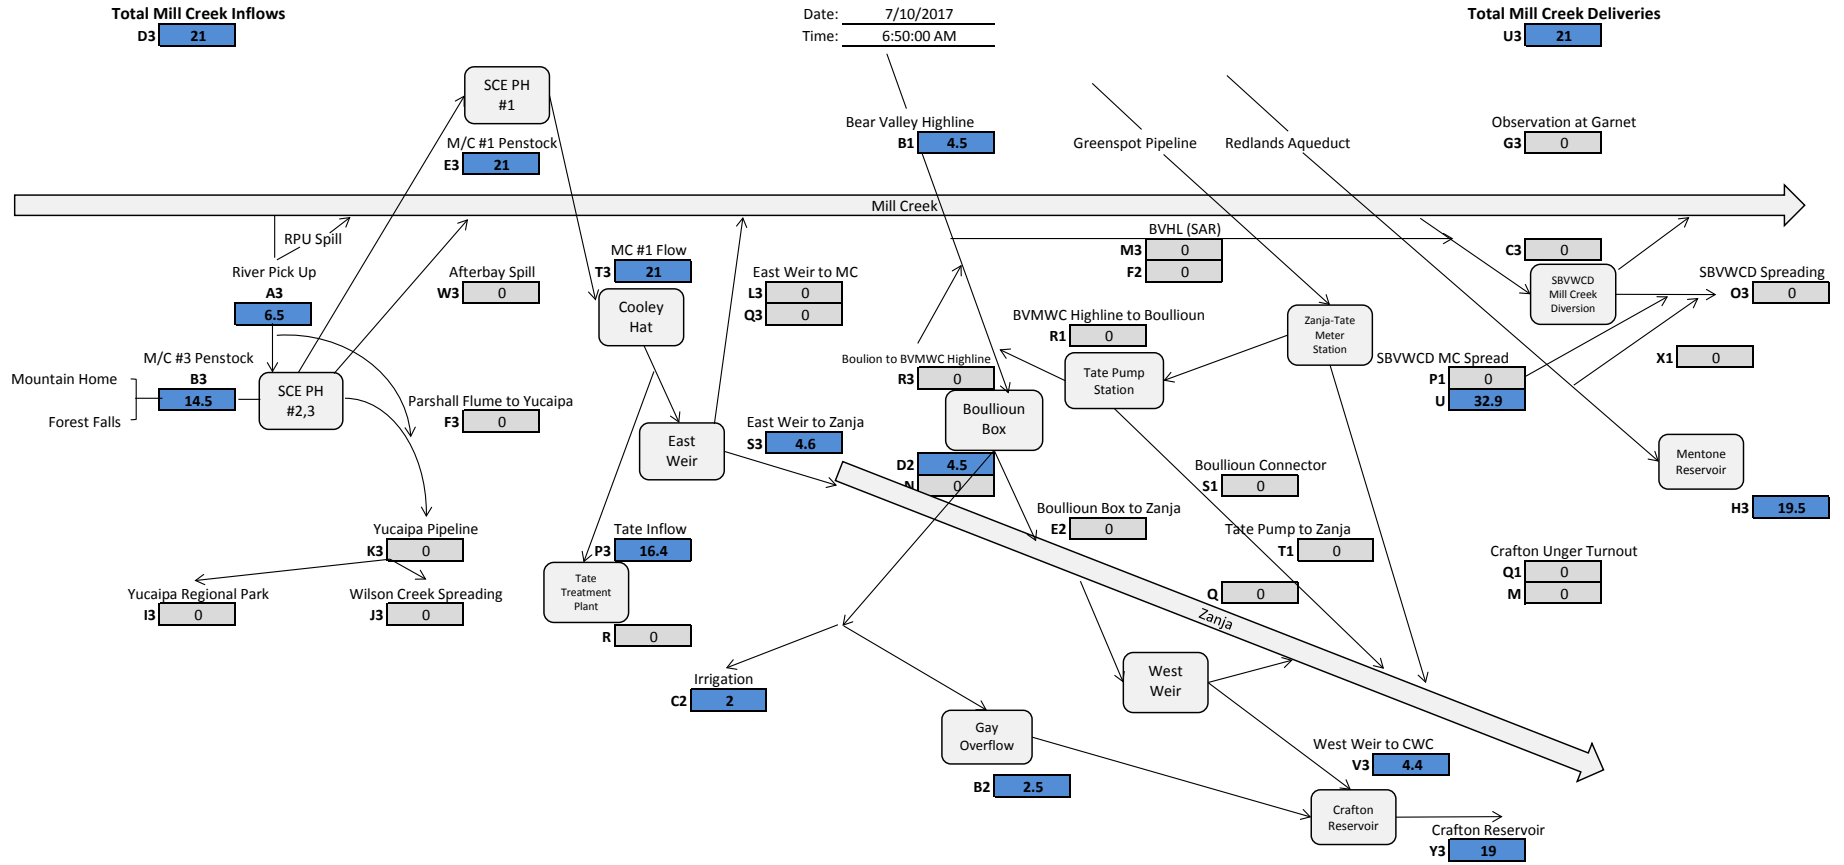 Total Mill Creek Inflows
D3 21
Date: 7/10/2017
Time: 6:50:00 AM
Total Mill Creek Deliveries
U3 21
SCE PH
#1
M/C #1 Penstock
E3 21
Bear Valley Highline
B1 4.5
Greenspot Pipeline
Redlands Aqueduct
Observation at Garnet
G3 0
Mill Creek
RPU Spill
River Pick Up
A3
6.5
Afterbay Spill
W3 0
MC #1 Flow
T3 21
Cooley
Hat
East Weir to MC
L3 0
Q3 0
BVHL (SAR)
M3 0
F2 0
C3 0
SBVWCD
Mill Creek
Diversion
SBVWCD Spreading
O3 0
BVMWC Highline to Boullioun
R1 0
Zanja-Tate
Meter
Station
Boulion to BVMWC Highline
R3 0
Tate Pump
Station
SBVWCD MC Spread
P1 0
U 32.9
X1 0
M/C #3 Penstock
B3
14.5
Mountain Home
Forest Falls
SCE PH
#2,3
Parshall Flume to Yucaipa
F3 0
East
Weir
East Weir to Zanja
S3 4.6
Boullioun
Box
D2 4.5
N 0
Boullioun Connector
S1 0
Mentone
Reservoir
H3 19.5
Boullioun Box to Zanja
E2 0
Tate Pump to Zanja
T1 0
Yucaipa Pipeline
K3 0
Tate Inflow
P3 16.4
Tate
Treatment
Plant
R 0
Crafton Unger Turnout
Q1 0
M 0
Q 0
Zanja
Yucaipa Regional Park
I3 0
Wilson Creek Spreading
J3 0
Irrigation
C2 2
West
Weir
Gay
Overflow
B2 2.5
West Weir to CWC
V3 4.4
Crafton
Reservoir
Crafton Reservoir
Y3 19